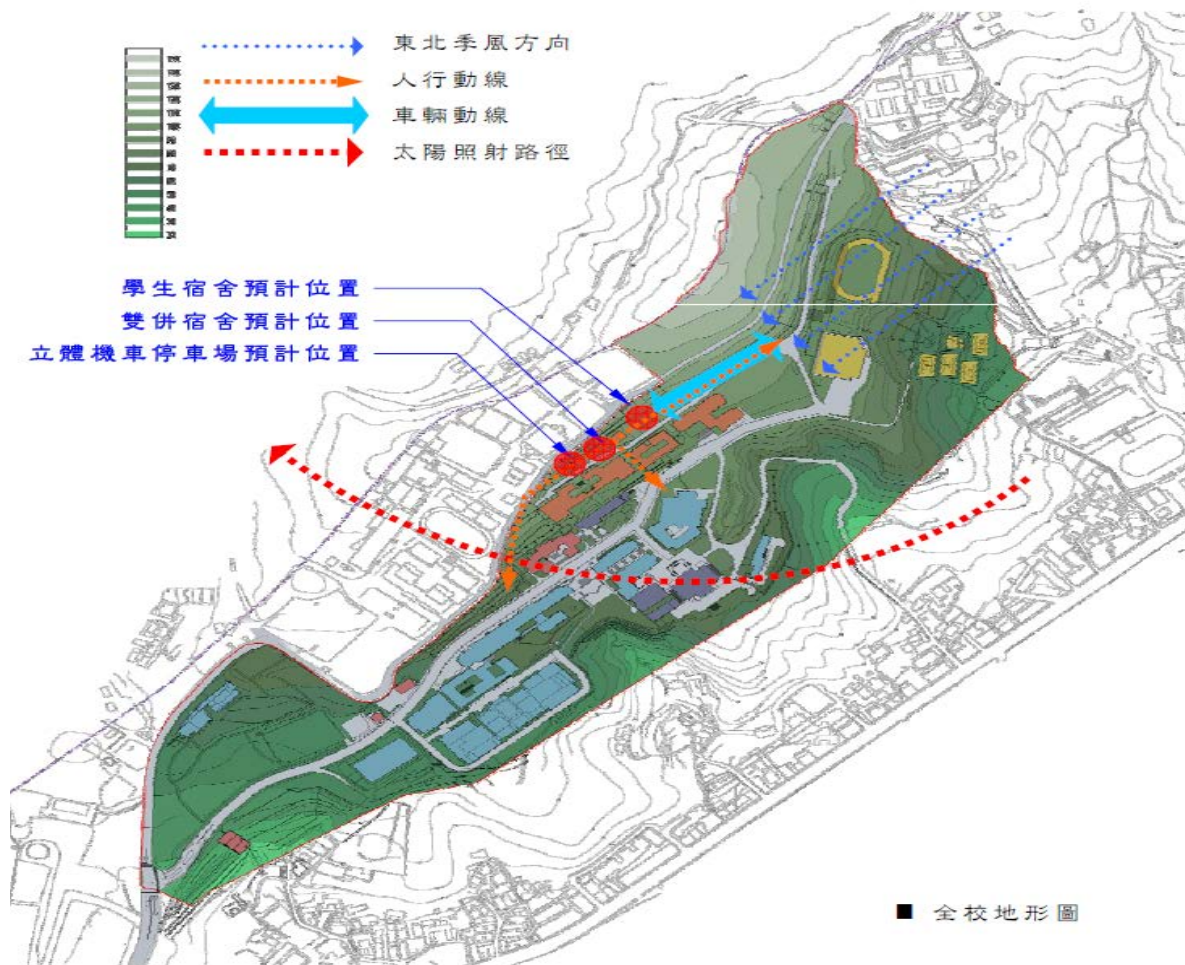 東北季風方向
人行動線
車輛動線
太陽照射路徑
學生宿舍預計位置
雙併宿舍預計位置
立體機車停車場預計位置
■ 全校地形圖